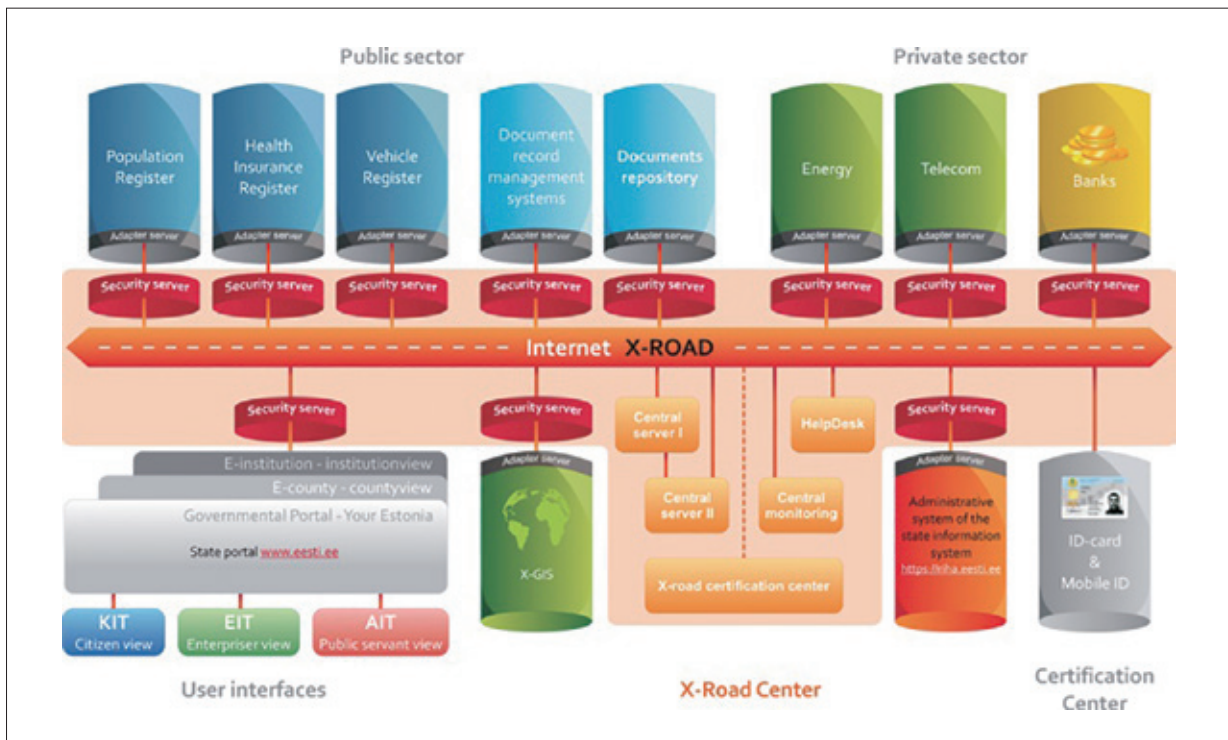 Public sector
Private sector
Population
Register
Health
Insurance
Register
Vehicle
Register
Document
record
management
systems
Documents
repository
Energy
Telecom
Banks
Adapter server
Adapter server
Adapter server
Adapter server
Adapter server
Adapter server
Adapter server
Adapter server
Security server
Security server
Security server
Security server
Security server
Security server
Security server
Security server
Internet X-ROAD
Security server
Security server
Central
server I
HelpDesk
Security server
E-institution - institutionview
E-county - countyview
Governmental Portal - Your Estonia
State portal www.eesti.ee
Adapter server
X-GIS
Central
server II
Central
monitoring
X-road certification center
Adapter server
Administrative
system of the
state information
system
https://riha.eesti.ee
ID-card
&
Mobile ID
KIT
Citizen view
EIT
Enterpriser view
AIT
Public servant view
User interfaces
X-Road Center
Certification
Center